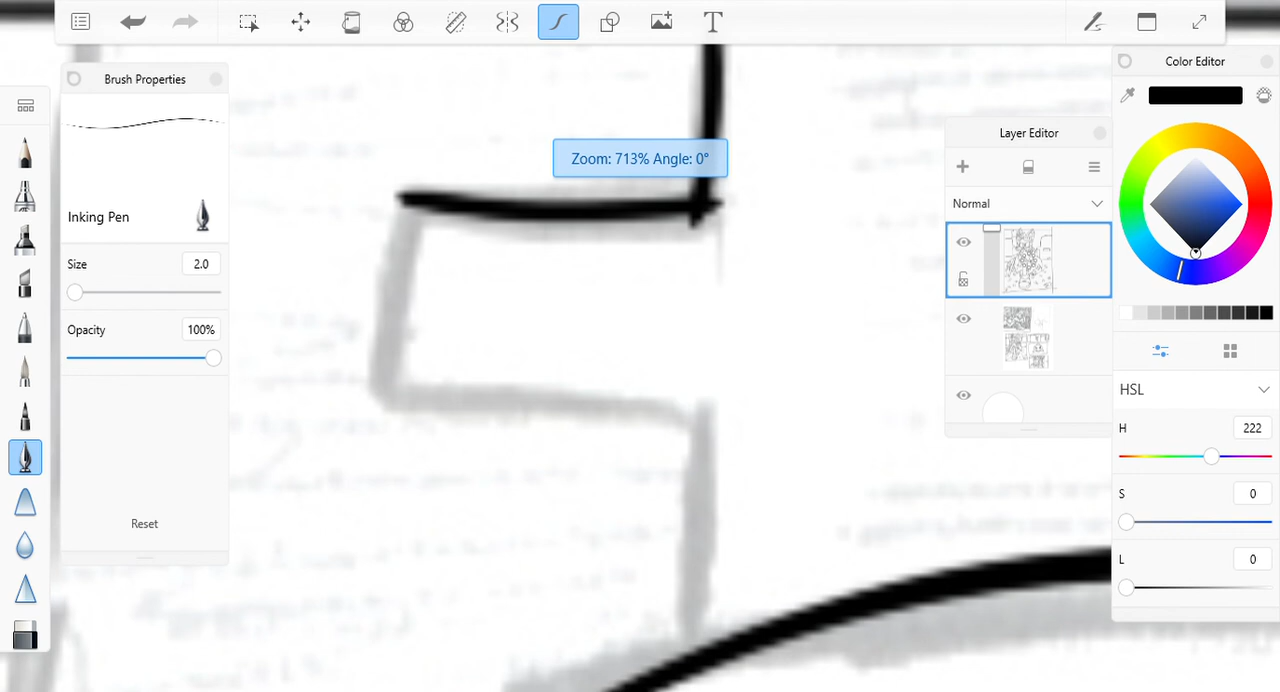 T
Brush Properties
Inking Pen
Size 2.0
Opacity 100%
Reset
Zoom: 713% Angle: 0°
Layer Editor
Normal
Color Editor
HSL
H 222
S 0
L 0